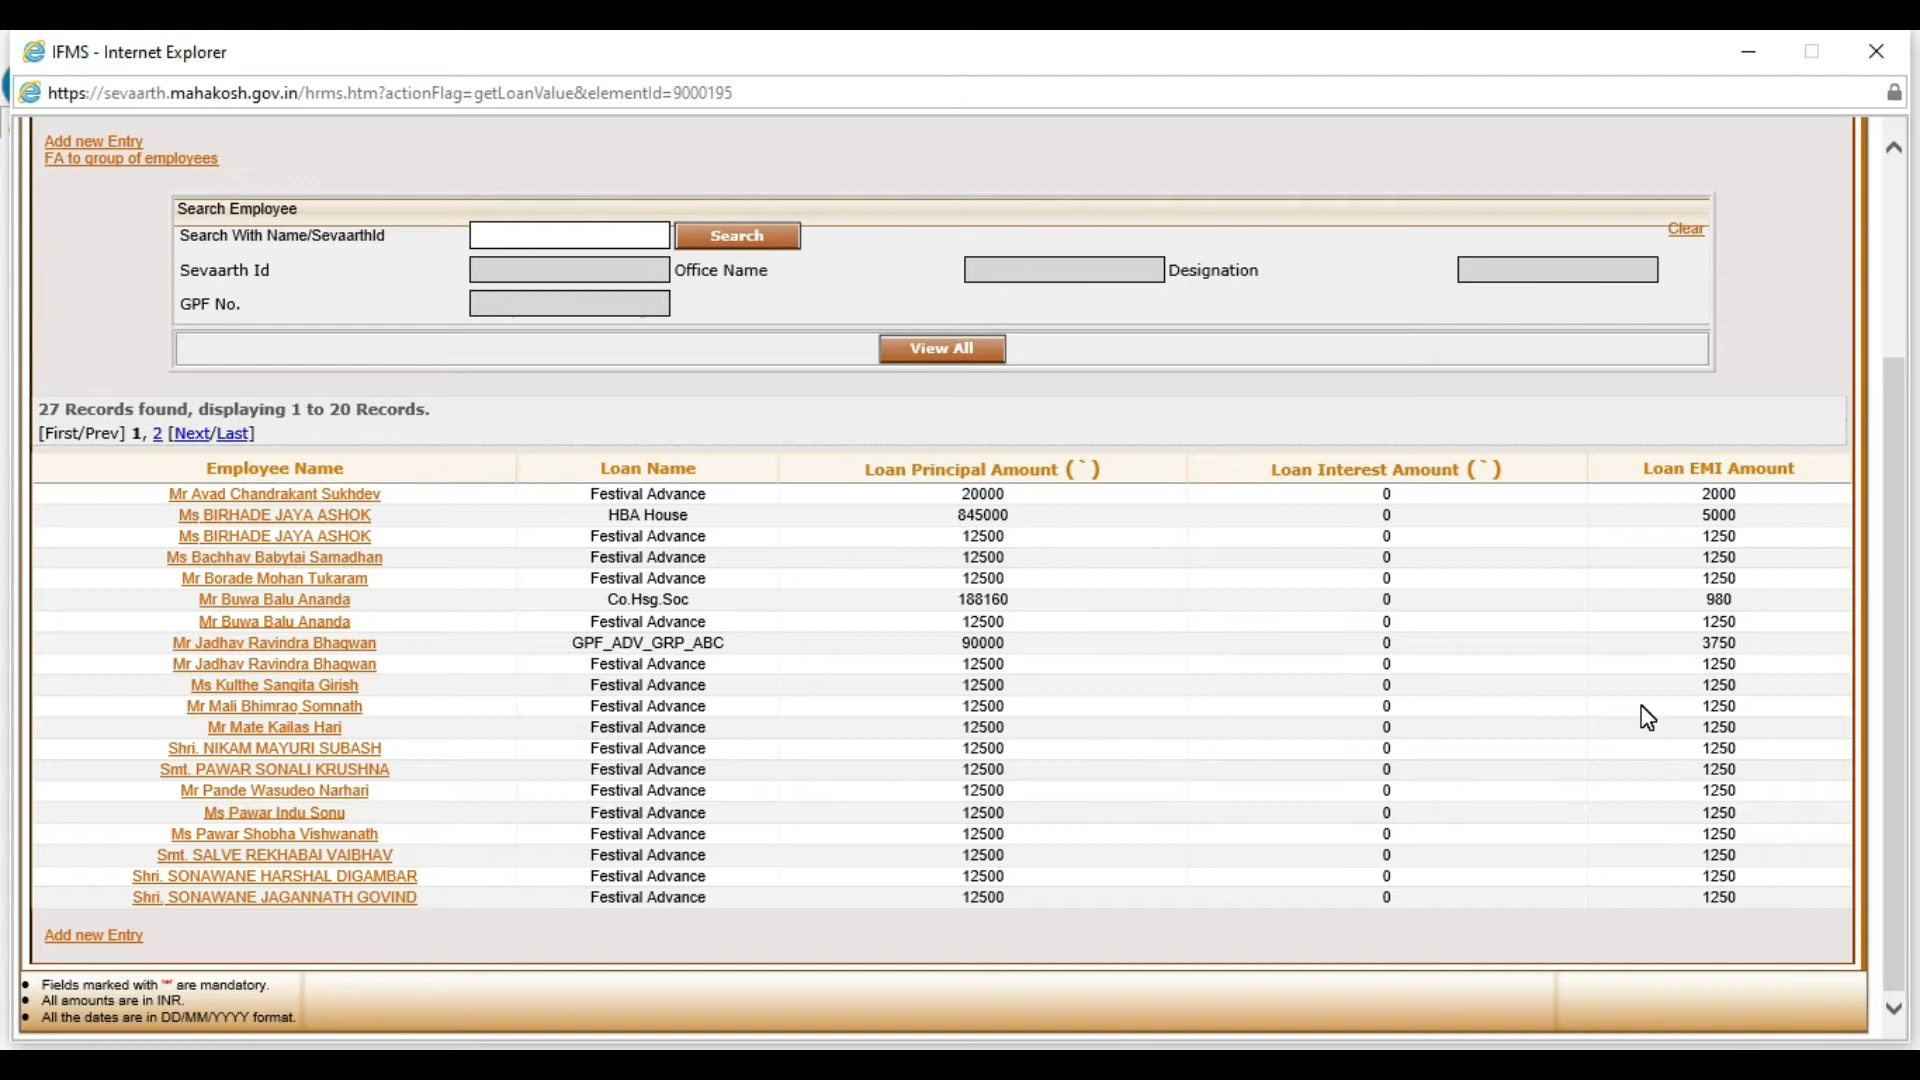 IFMS - Internet Explorer
https://sevaarth.mahakosh.gov.in/hrms.htm?actionFlag=getLoanValue&elementId=9000195
Add new Entry
FA to group of employees
Search Employee
Search With Name/SevaarthId Search Clear
Sevaarth Id Office Name Designation
GPF No.
View All
27 Records found, displaying 1 to 20 Records.
[First/Prev] 1, 2 [Next/Last]
Employee Name Loan Name Loan Principal Amount (`) Loan Interest Amount (`) Loan EMI Amount
Mr Avad Chandrakant Sukhdev Festival Advance 20000 0 2000
Ms BIRHADE JAYA ASHOK HBA House 845000 0 5000
Ms BIRHADE JAYA ASHOK Festival Advance 12500 0 1250
Ms Bachhav Babytai Samadhan Festival Advance 12500 0 1250
Mr Borade Mohan Tukaram Festival Advance 12500 0 1250
Mr Buwa Balu Ananda Co.Hsg.Soc 188160 0 980
Mr Buwa Balu Ananda Festival Advance 12500 0 1250
Mr Jadhav Ravindra Bhagwan GPF_ADV_GRP_ABC 90000 0 3750
Mr Jadhav Ravindra Bhagwan Festival Advance 12500 0 1250
Ms Kulthe Sangita Girish Festival Advance 12500 0 1250
Mr Mali Bhimrao Somnath Festival Advance 12500 0 1250
Mr Mate Kailas Hari Festival Advance 12500 0 1250
Shri. NIKAM MAYURI SUBASH Festival Advance 12500 0 1250
Smt. PAWAR SONALI KRUSHNA Festival Advance 12500 0 1250
Mr Pande Wasudeo Narhari Festival Advance 12500 0 1250
Ms Pawar Indu Sonu Festival Advance 12500 0 1250
Ms Pawar Shobha Vishwanath Festival Advance 12500 0 1250
Smt. SALVE REKHABAI VAIBHAV Festival Advance 12500 0 1250
Shri. SONAWANE HARSHAL DIGAMBAR Festival Advance 12500 0 1250
Shri. SONAWANE JAGANNATH GOVIND Festival Advance 12500 0 1250
Add new Entry
• Fields marked with "*" are mandatory.
• All amounts are in INR.
• All the dates are in DD/MM/YYYY format.